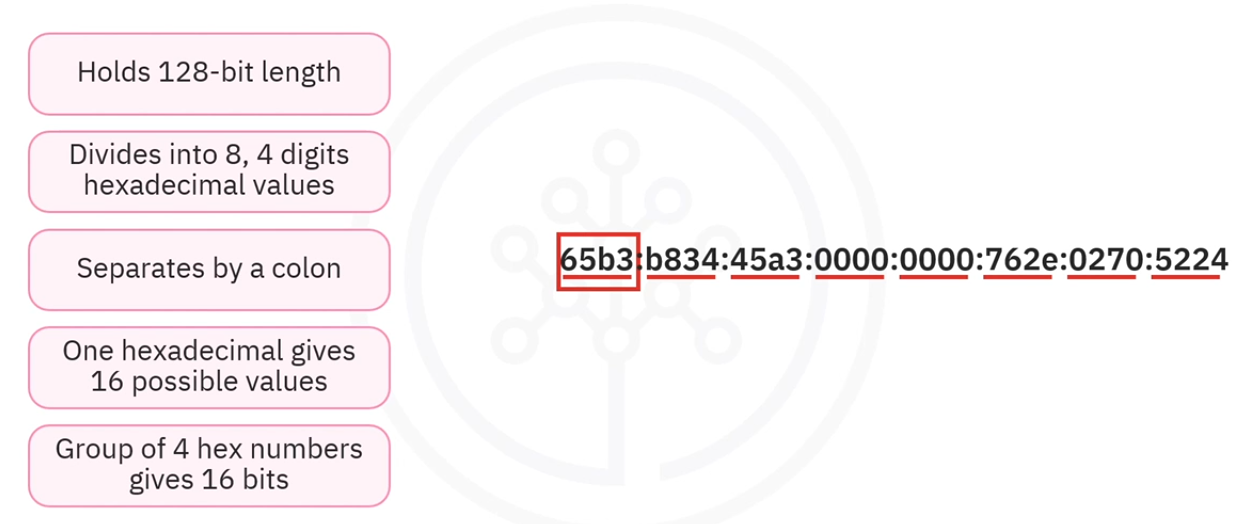 Holds 128-bit length
Divides into 8, 4 digits
hexadecimal values
Separates by a colon
65b3:b834:45a3:0000:0000:762e:0270:5224
One hexadecimal gives
16 possible values
Group of 4 hex numbers
gives 16 bits